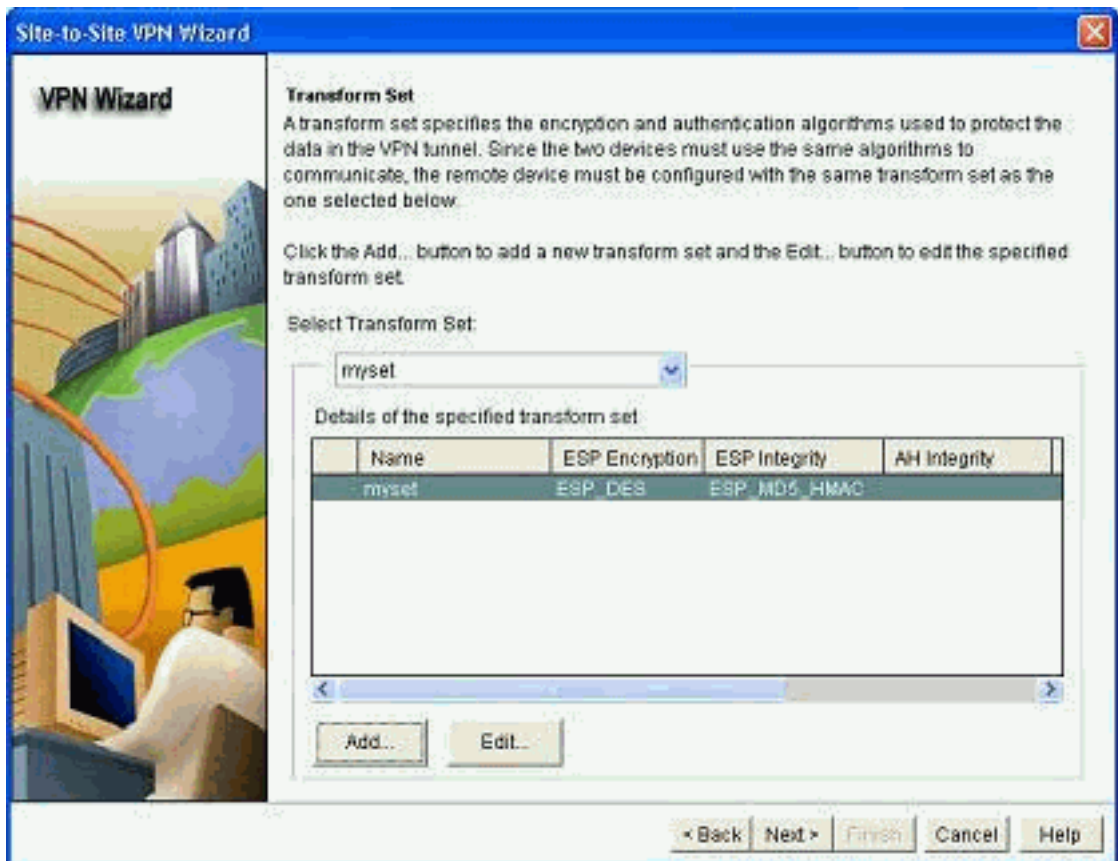 Site-to-Site VPN Wizard
VPN Wizard
Transform Set
A transform set specifies the encryption and authentication algorithms used to protect the
data in the VPN tunnel. Since the two devices must use the same algorithms to
communicate, the remote device must be configured with the same transform set as the
one selected below.
Click the Add... button to add a new transform set and the Edit... button to edit the specified
transform set.
Select Transform Set:
myset
Details of the specified transform set
Name ESP Encryption ESP Integrity AH Integrity
myset ESP_DES ESP_MD5_HMAC
Add... Edit...
< Back Next > Finish Cancel Help